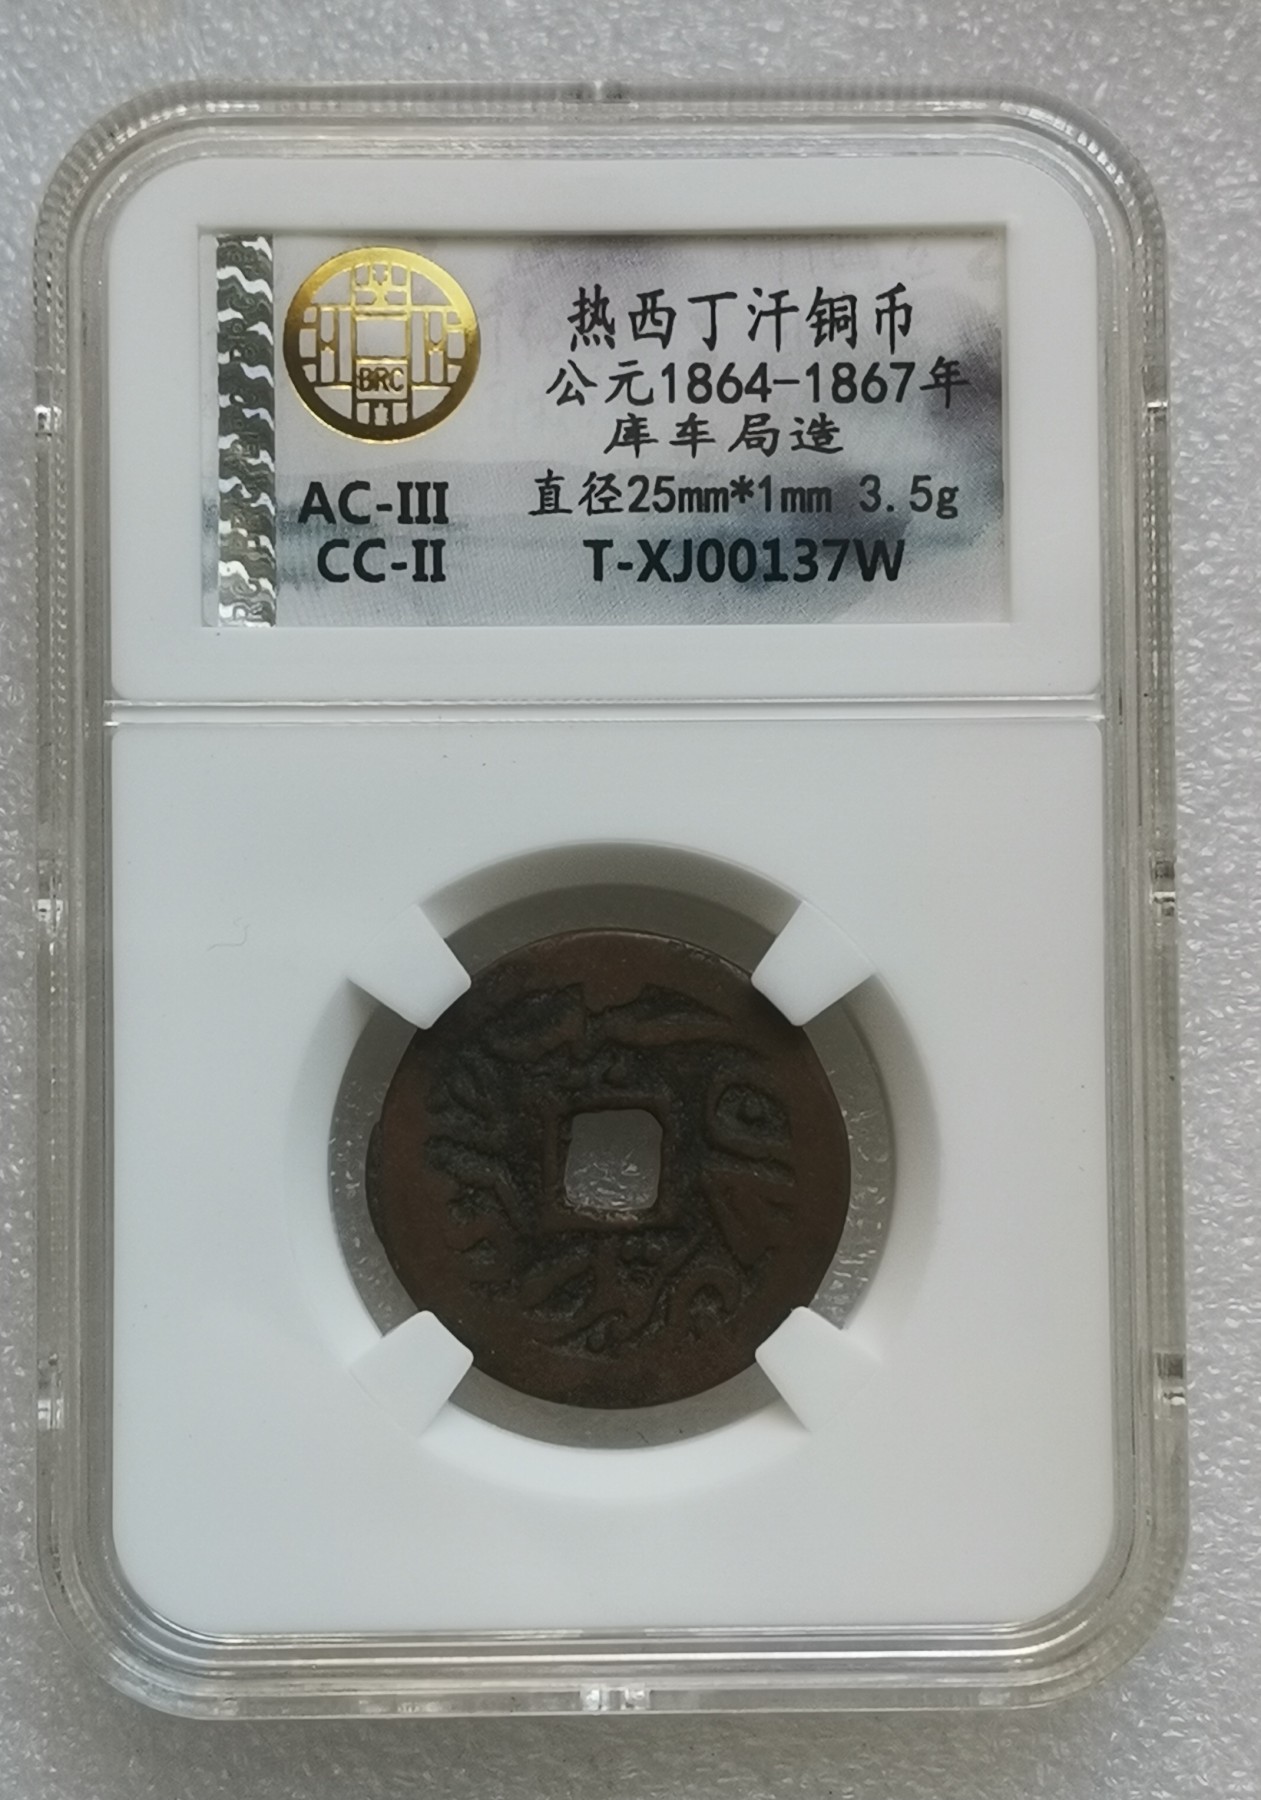 BRC
热西丁汗铜币
公元1864-1867年
库车局造
AC-III
直径25mm*1mm 3.5g
CC-II
T-XJ00137W